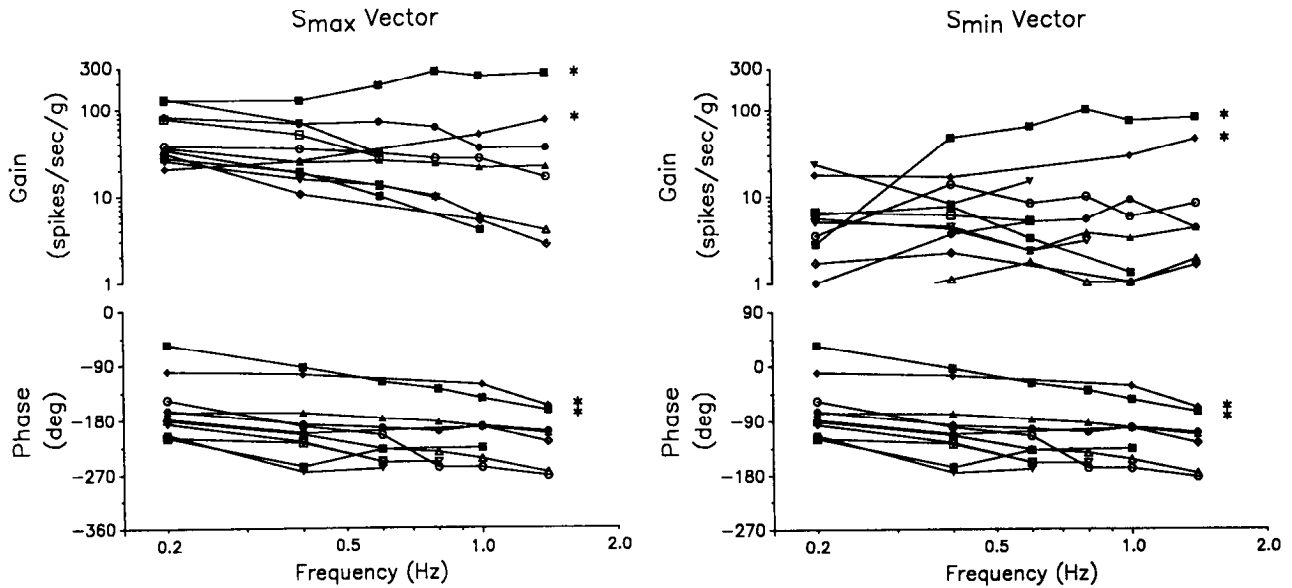 Smax Vector
Smin Vector
Gain
(spikes/sec/g)
300
100
10
1
*
*
Gain
(spikes/sec/g)
300
100
10
1
*
*
Phase
(deg)
0
-90
-180
-270
-360
*
*
0.2
0.5
1.0
2.0
Frequency (Hz)
Phase
(deg)
90
0
-90
-180
-270
*
*
0.2
0.5
1.0
2.0
Frequency (Hz)